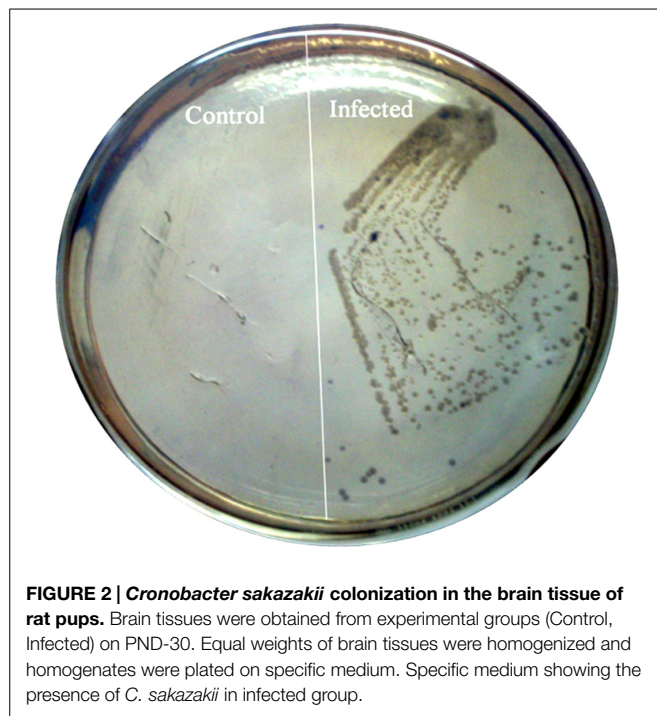 Control
Infected
FIGURE 2 | Cronobacter sakazakii colonization in the brain tissue of
rat pups. Brain tissues were obtained from experimental groups (Control,
Infected) on PND-30. Equal weights of brain tissues were homogenized and
homogenates were plated on specific medium. Specific medium showing the
presence of C. sakazakii in infected group.